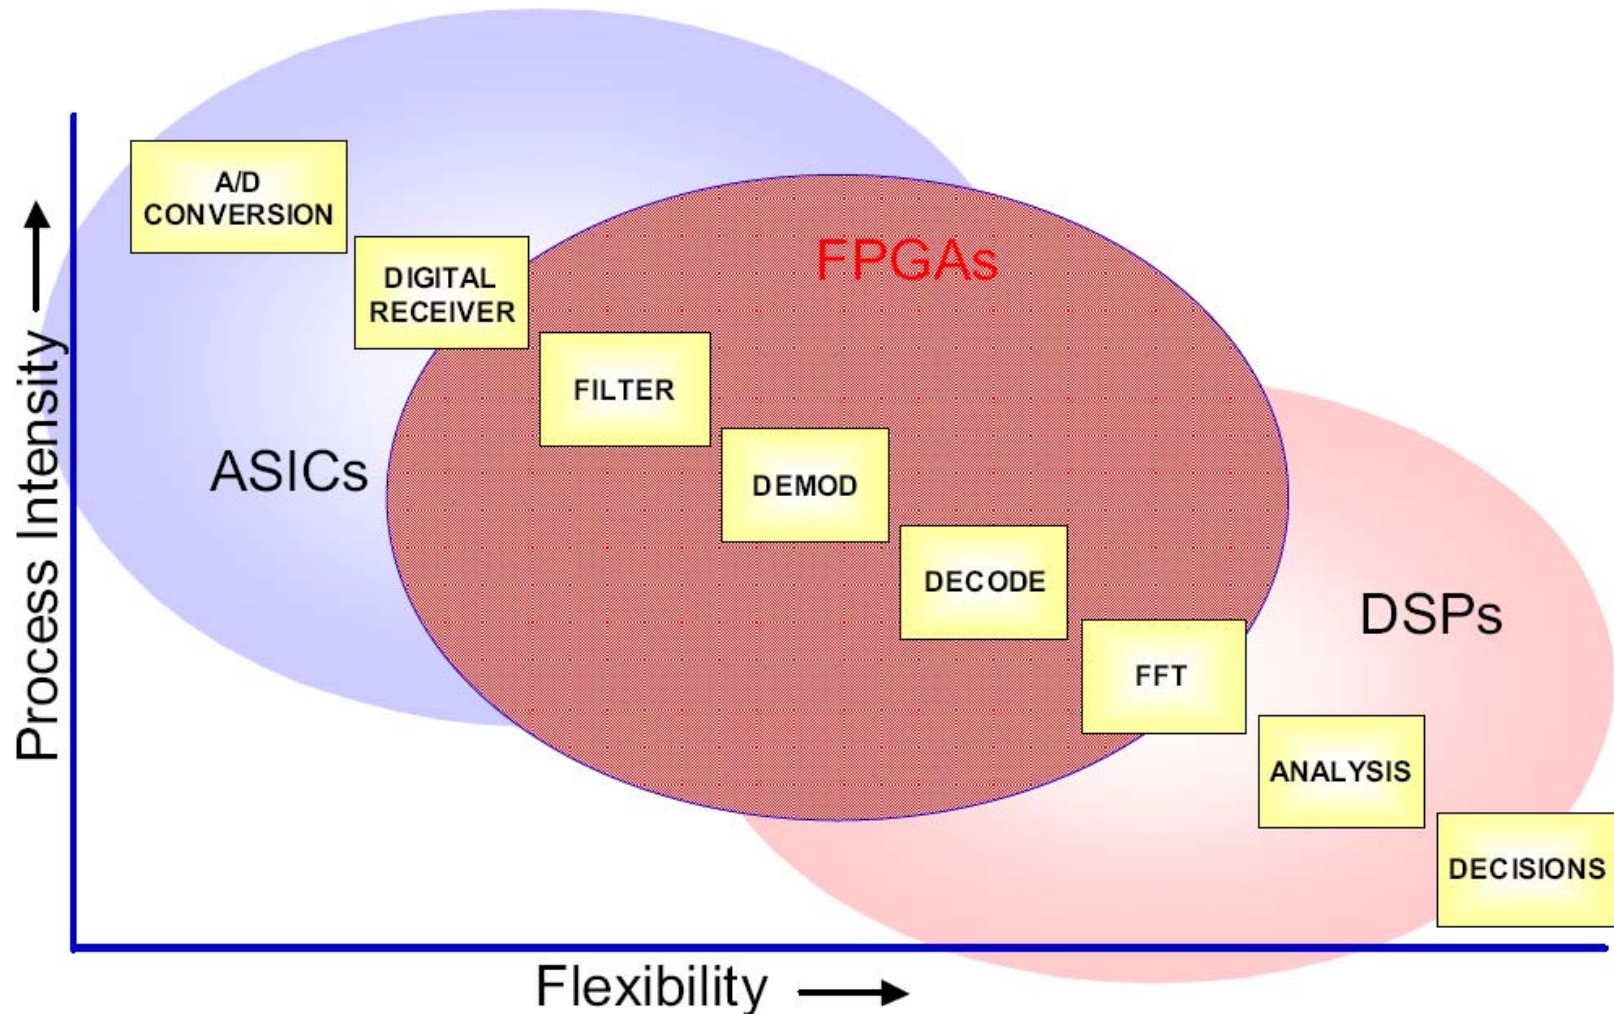 A/D
CONVERSION
DIGITAL
RECEIVER
FPGAs
FILTER
ASICs
DEMOD
DECODE
DSPs
FFT
ANALYSIS
DECISIONS
Process Intensity
Flexibility